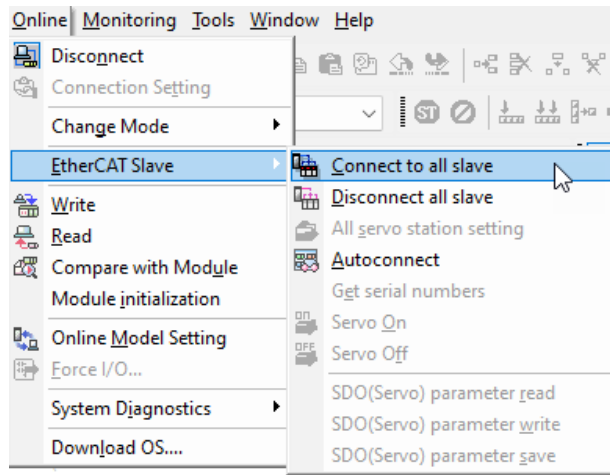 Online Monitoring Tools Window Help
Disconnect
Connection Setting
Change Mode
EtherCAT Slave
Write
Read
Compare with Module
Module initialization
Online Model Setting
Force I/O...
System Diagnostics
Download OS....
ST
Connect to all slave
Disconnect all slave
All servo station setting
Autoconnect
Get serial numbers
ON
Servo On
OFF
Servo Off
SDO(Servo) parameter read
SDO(Servo) parameter write
SDO(Servo) parameter save